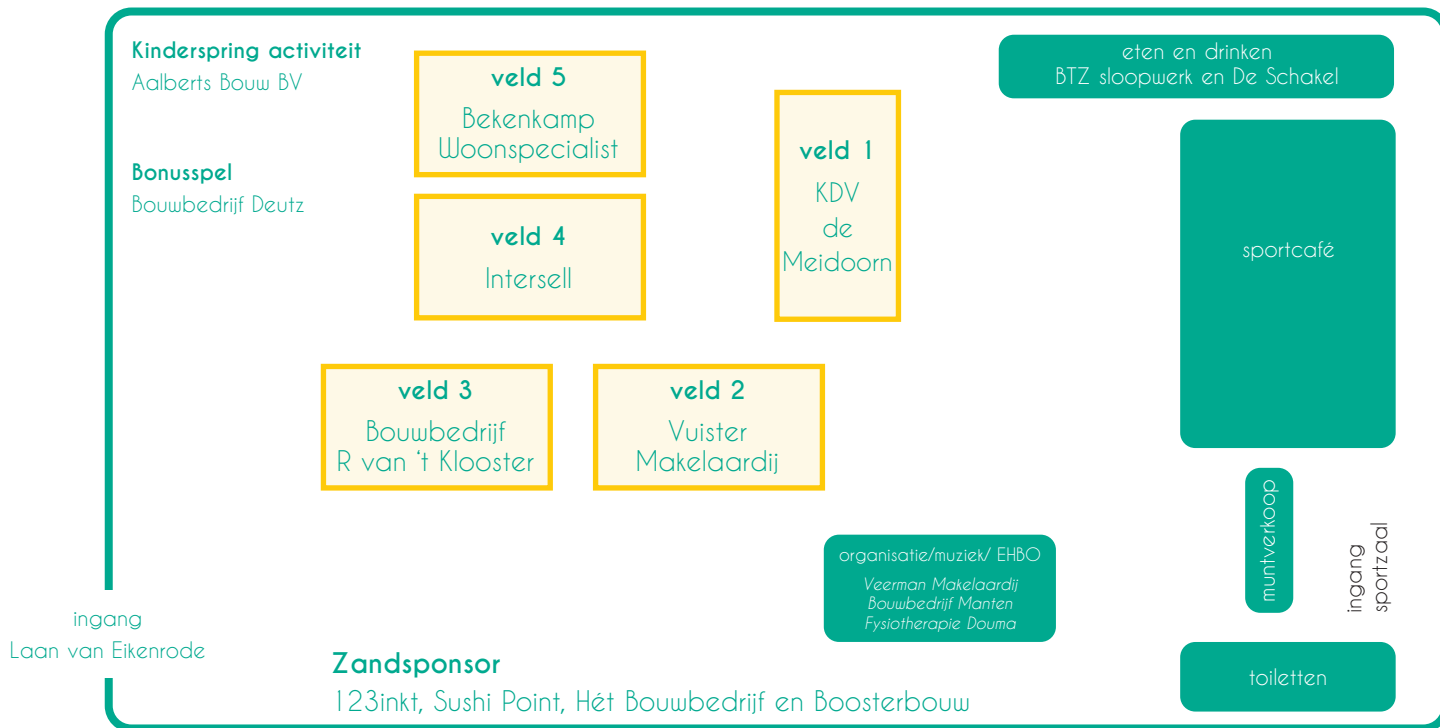 Kinderspring activiteit
Aalberts Bouw BV
Bonusspel
Bouwbedrijf Deutz
veld 5
Bekenkamp
Woonspecialist
veld 4
Intersell
veld 1
KDV
de
Meidoorn
eten en drinken
BTZ sloopwerk en De Schakel
sportcafé
veld 3
Bouwbedrijf
R van ‘t Klooster
veld 2
Vuister
Makelaardij
organisatie/muziek/ EHBO
Veerman Makelaardij
Bouwbedrijf Manten
Fysiotherapie Douma
muntverkoop
ingang
sportzaal
ingang
Laan van Eikenrode
Zandsponsor
123inkt, Sushi Point, Hét Bouwbedrijf en Boosterbouw
toiletten